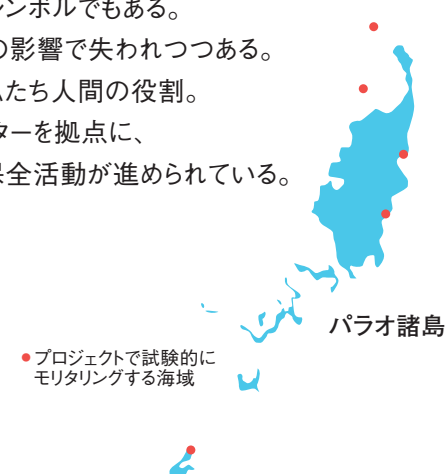 ンボルでもある。
の影響で失われつつある。
たち人間の役割。
ターを拠点に、
全活動が進められている。
パラオ諸島
プロジェクトで試験的に
モリタリングする海域